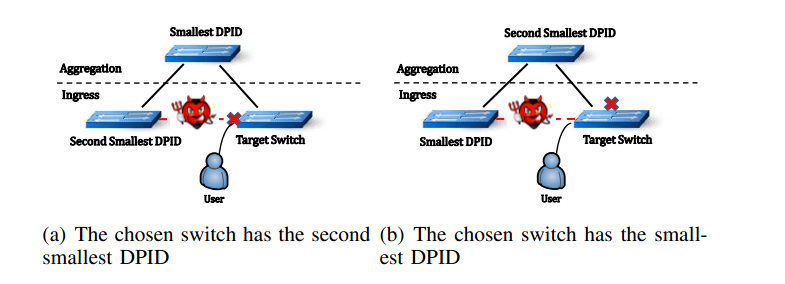 Smallest DPID
Aggregation
Ingress
Second Smallest DPID
Target Switch
User
(a) The chosen switch has the second
smallest DPID
Second Smallest DPID
Aggregation
Ingress
Smallest DPID
Target Switch
User
(b) The chosen switch has the small-
est DPID